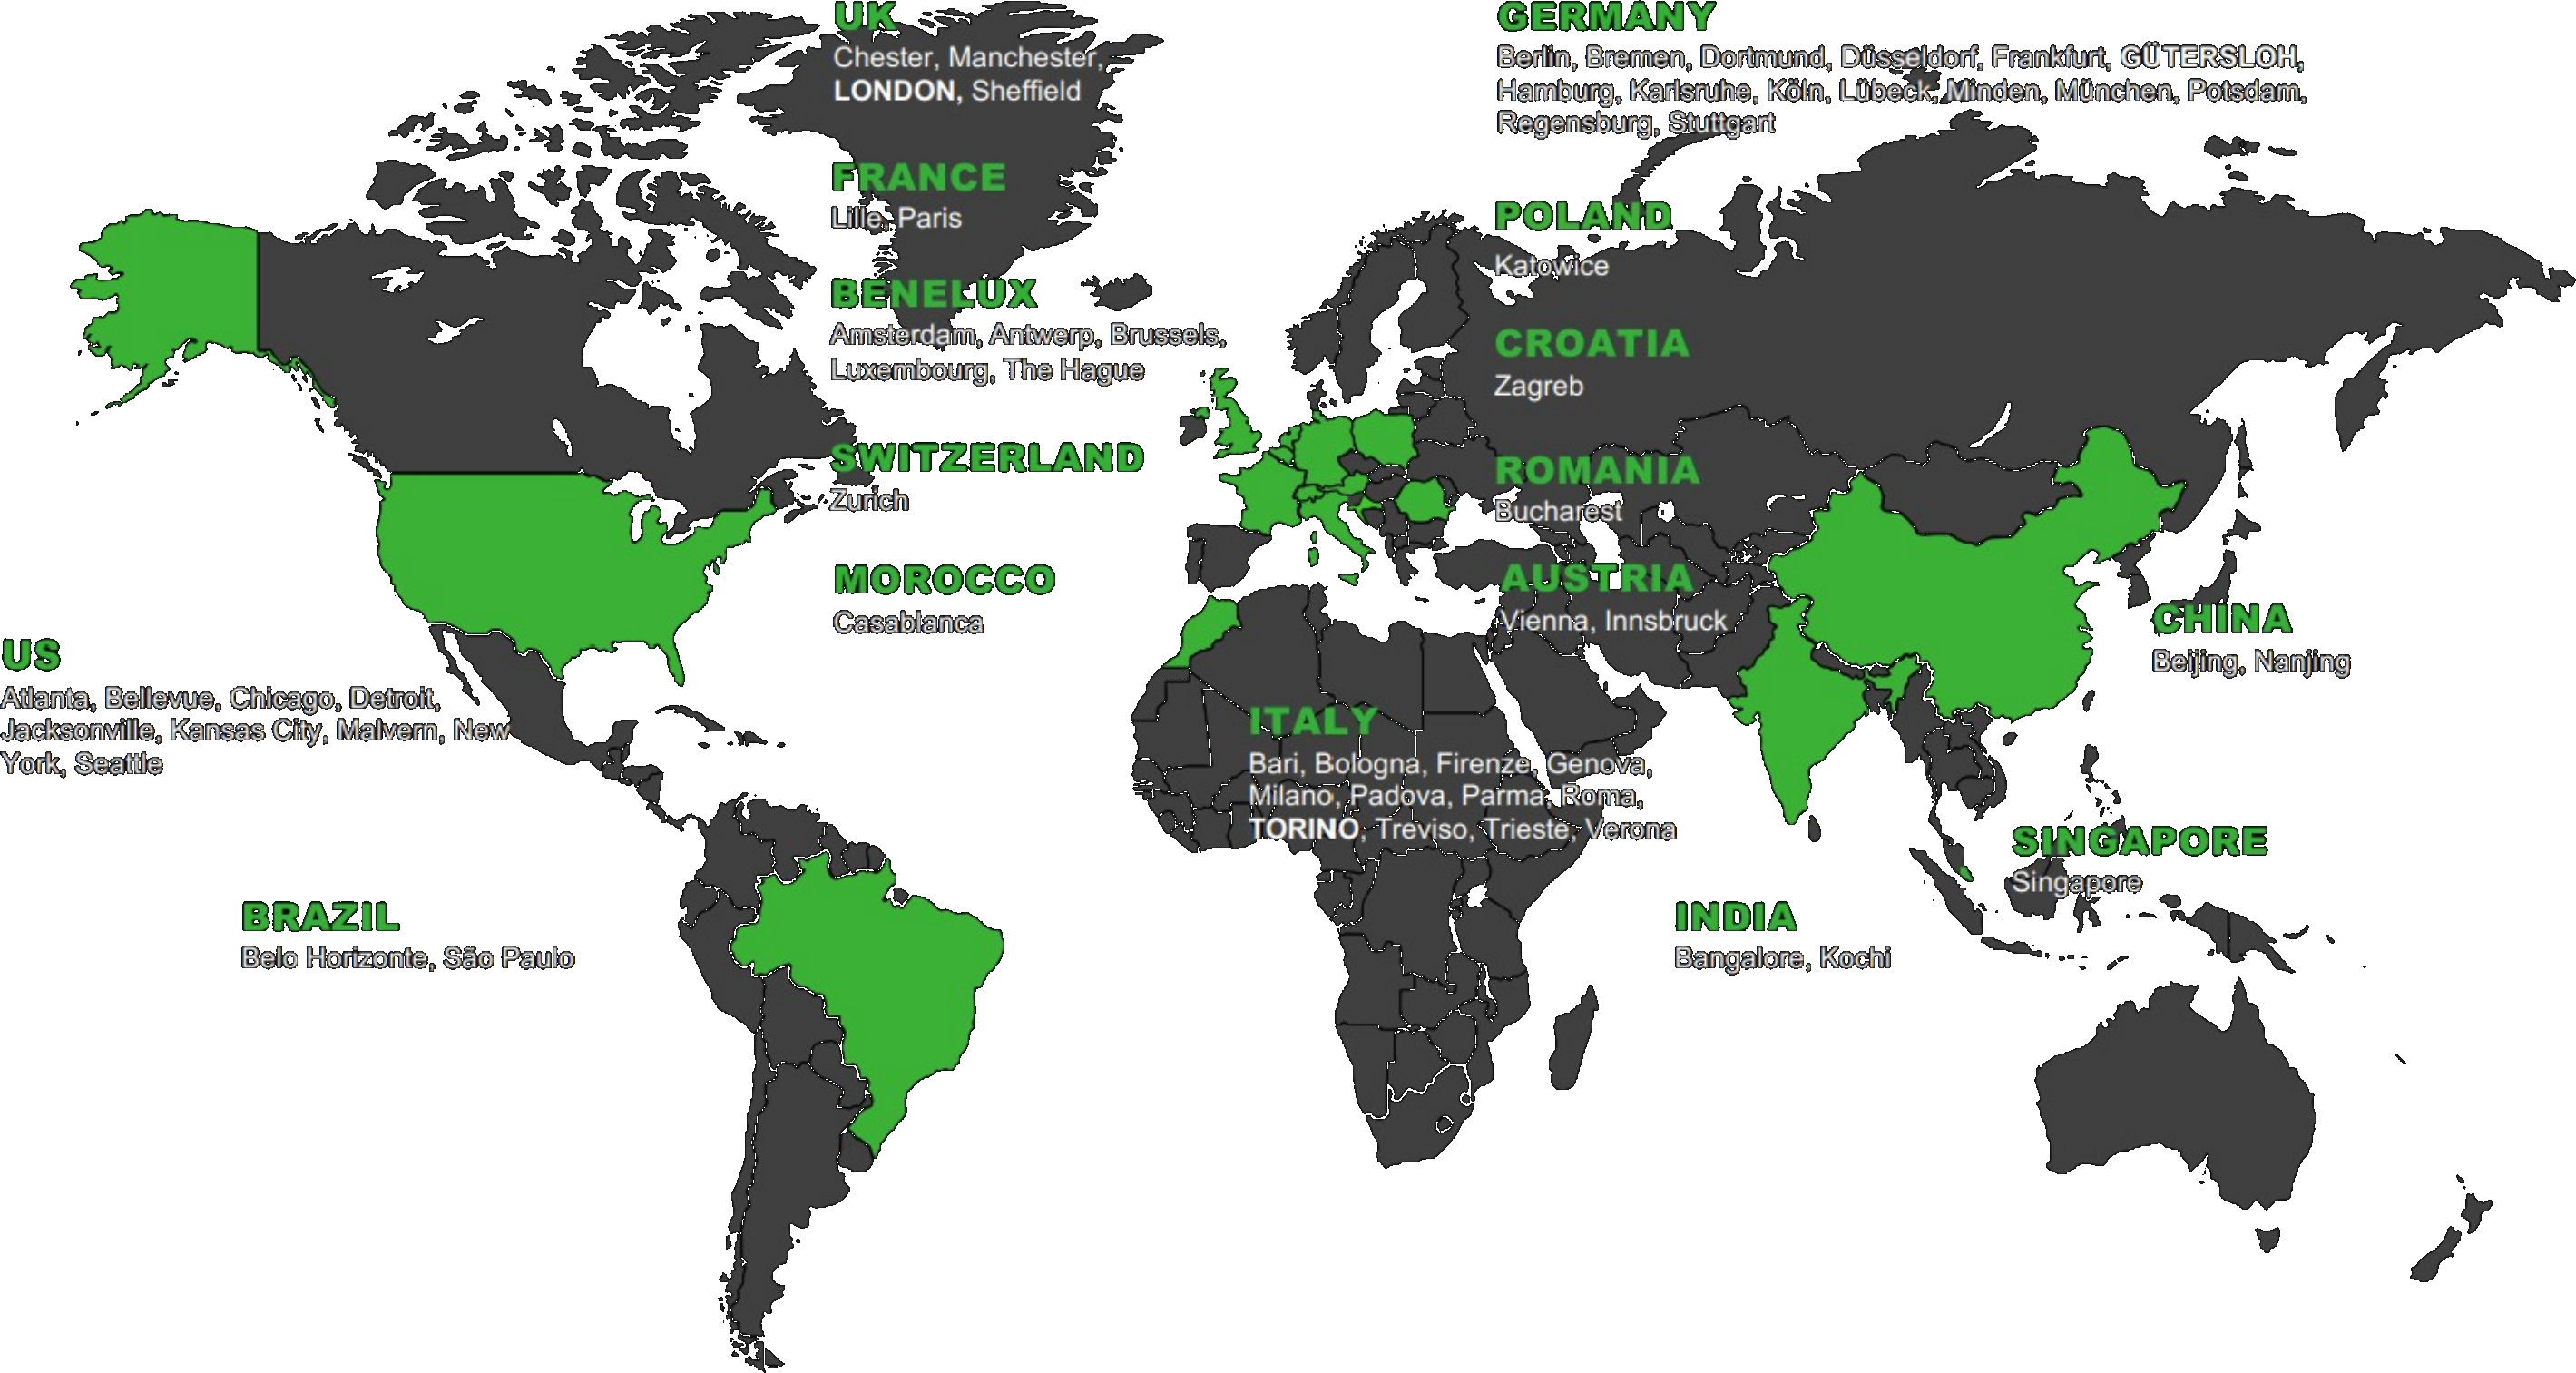 UK
Chester, Manchester,
LONDON, Sheffield
FRANCE
Lille, Paris
BENELUX
Amsterdam, Antwerp, Brussels,
Luxembourg, The Hague
SWITZERLAND
Zurich
MOROCCO
Casablanca
GERMANY
Berlin, Bremen, Dortmund, Düsseldorf, Frankfurt, GÜTERSLOH,
Hamburg, Karlsruhe, Köln, Lübeck, Minden, München, Potsdam,
Regensburg, Stuttgart
POLAND
Katowice
CROATIA
Zagreb
ROMANIA
Bucharest
AUSTRIA
Vienna, Innsbruck
US
Atlanta, Bellevue, Chicago, Detroit,
Jacksonville, Kansas City, Malvern, New
York, Seattle
BRAZIL
Belo Horizonte, São Paulo
ITALY
Bari, Bologna, Firenze, Genova,
Milano, Padova, Parma, Roma,
TORINO, Treviso, Trieste, Verona
CHINA
Beijing, Nanjing
SINGAPORE
Singapore
INDIA
Bangalore, Kochi